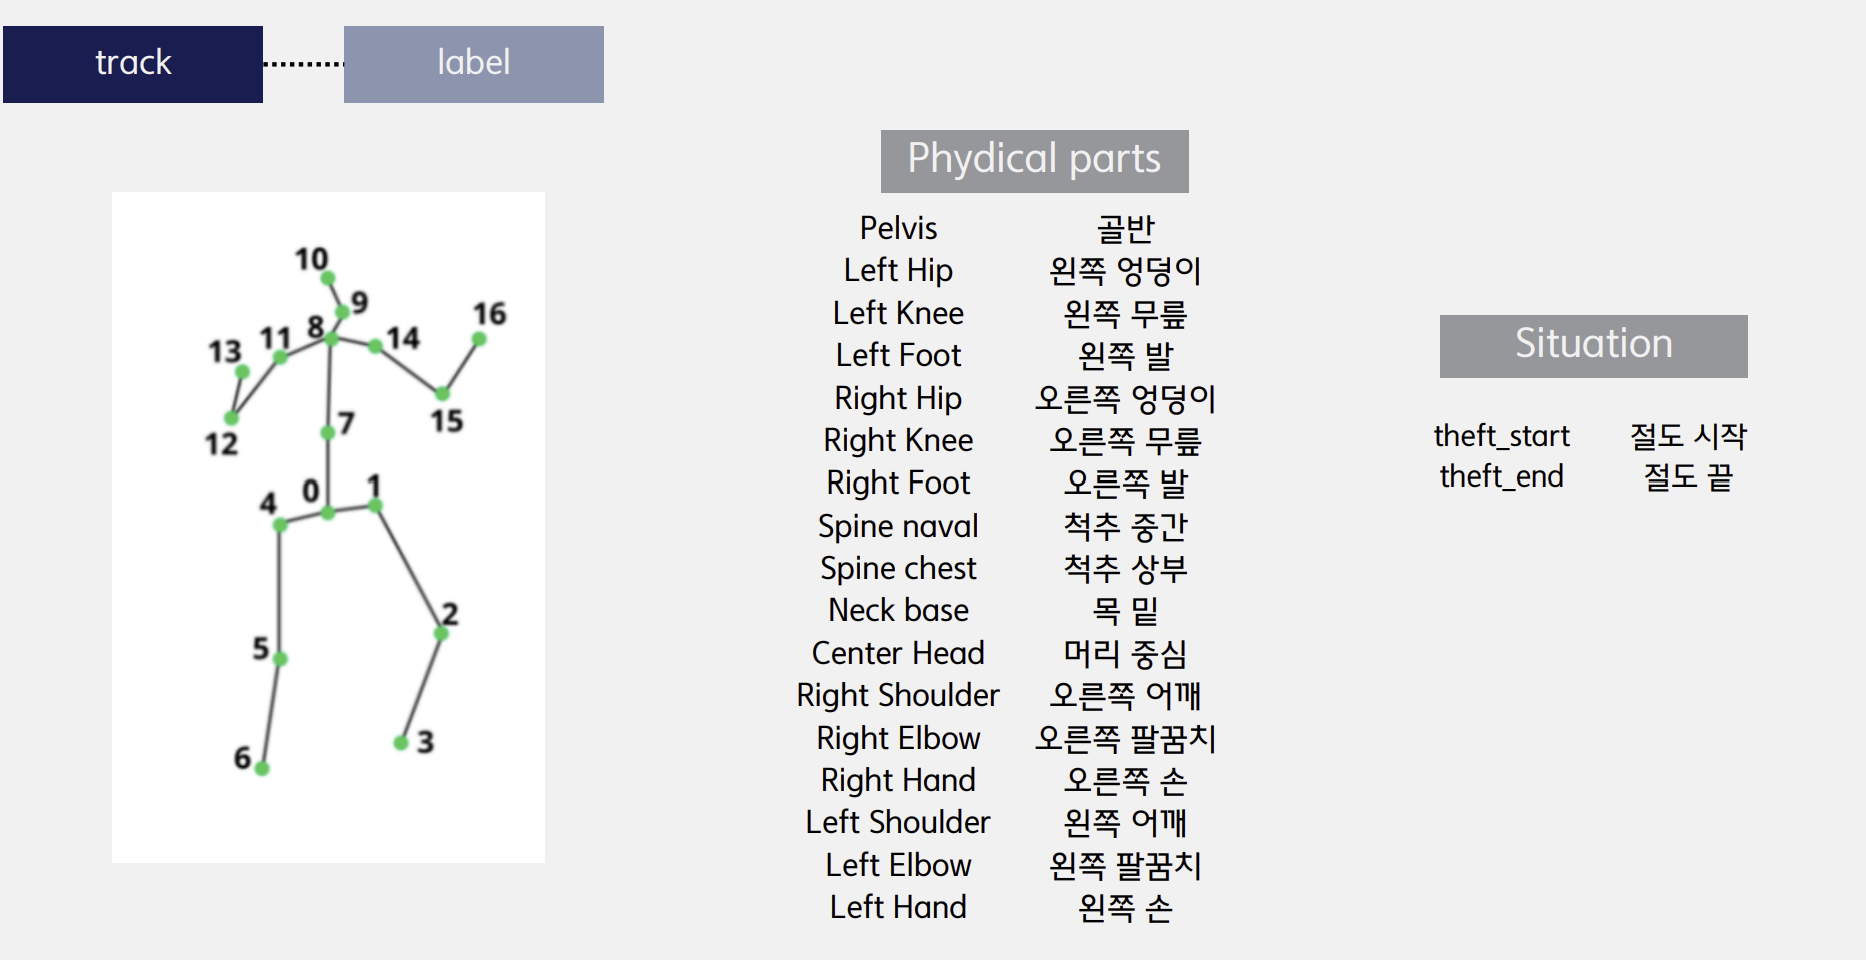 track
label
Phydical parts
Pelvis 골반
Left Hip 왼쪽 엉덩이
Left Knee 왼쪽 무릎
Left Foot 왼쪽 발
Right Hip 오른쪽 엉덩이
Right Knee 오른쪽 무릎
Right Foot 오른쪽 발
Spine naval 척추 중간
Spine chest 척추 상부
Neck base 목 밑
Center Head 머리 중심
Right Shoulder 오른쪽 어깨
Right Elbow 오른쪽 팔꿈치
Right Hand 오른쪽 손
Left Shoulder 왼쪽 어깨
Left Elbow 왼쪽 팔꿈치
Left Hand 왼쪽 손
Situation
theft_start 절도 시작
theft_end 절도 끝
10
9
16
8
14
11
13
15
7
12
0
1
4
2
5
3
6